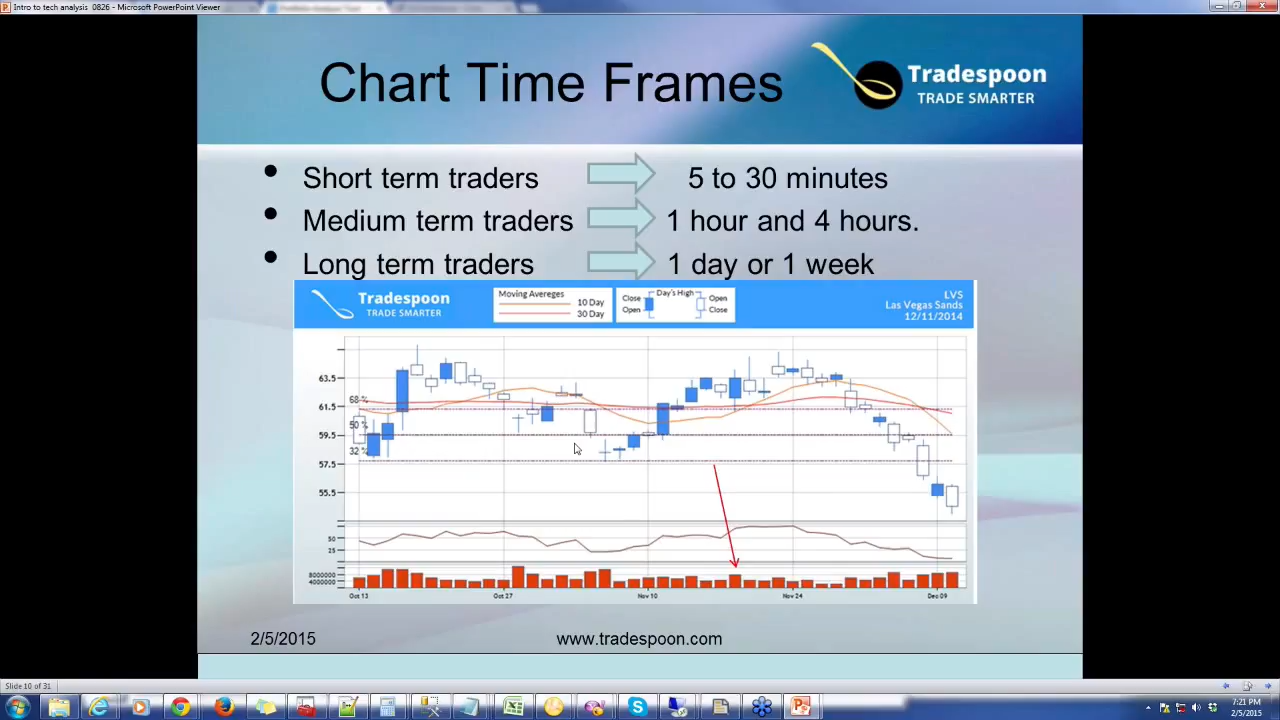 Intro to tech analysis 0826 - Microsoft PowerPoint Viewer
Chart Time Frames
Tradespoon
TRADE SMARTER
• Short term traders 5 to 30 minutes
• Medium term traders 1 hour and 4 hours.
• Long term traders 1 day or 1 week
Tradespoon
TRADE SMARTER
Moving Avereges
10 Day
30 Day
Day's High
Close Open
Open Close
LVS
Las Vegas Sands
12/11/2014
63.5
68 %
61.5
50 %
59.5
32 %
57.5
55.5
50
25
8000000
4000000
Oct 13 Oct 27 Nov 10 Nov 24 Dec 09
2/5/2015 www.tradespoon.com
Slide 10 of 31
7:21 PM
2/5/2015